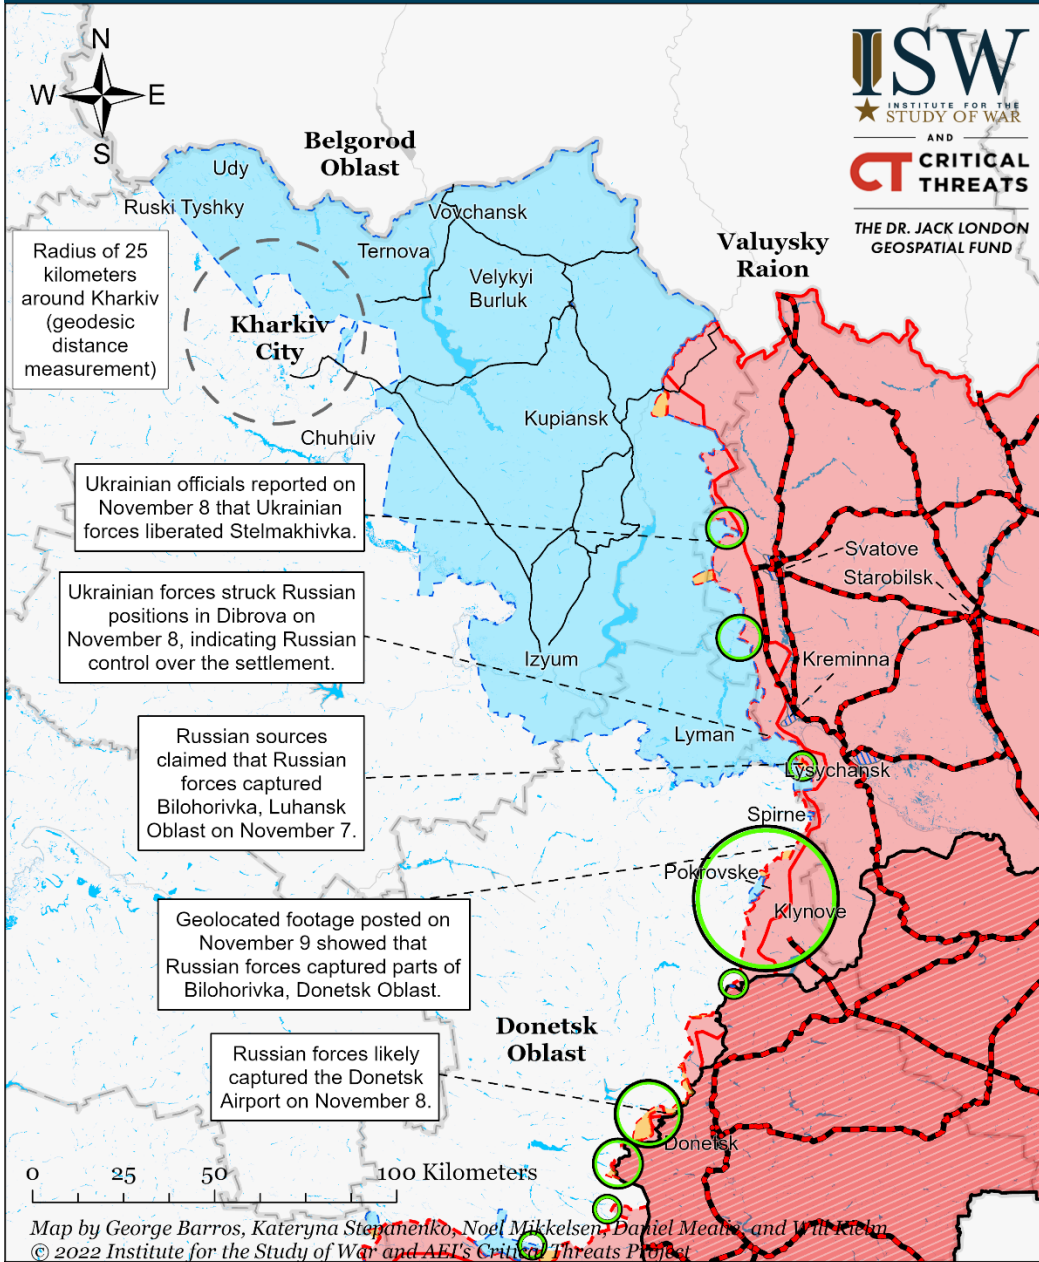 N
W E
S
ISW
INSTITUTE FOR THE
STUDY OF WAR
AND
CT CRITICAL
THREATS
THE DR. JACK LONDON
GEOSPATIAL FUND
Belgorod
Oblast
Udy
Ruski Tyshky
Vovchansk
Ternova
Valuysky
Raion
Radius of 25
kilometers
around Kharkiv
(geodesic
distance
measurement)
Velykyi
Burluk
Kharkiv
City
Kupiansk
Chuhuiv
Ukrainian officials reported on
November 8 that Ukrainian
forces liberated Stelmakhivka.
Svatove
Starobilsk
Ukrainian forces struck Russian
positions in Dibrova on
November 8, indicating Russian
control over the settlement.
Izyum
Kreminna
Lyman
Russian sources
claimed that Russian
forces captured
Bilohorivka, Luhansk
Oblast on November 7.
Lysychansk
Spirne
Pokrovske
Klynove
Geolocated footage posted on
November 9 showed that
Russian forces captured parts of
Bilohorivka, Donetsk Oblast.
Donetsk
Oblast
Russian forces likely
captured the Donetsk
Airport on November 8.
Donetsk
0 25 50 100 Kilometers
Map by George Barros, Kateryna Stepanenko, Noel Mikkelsen, Daniel Mealie, and Will Kielm
© 2022 Institute for the Study of War and AEI's Critical Threats Project